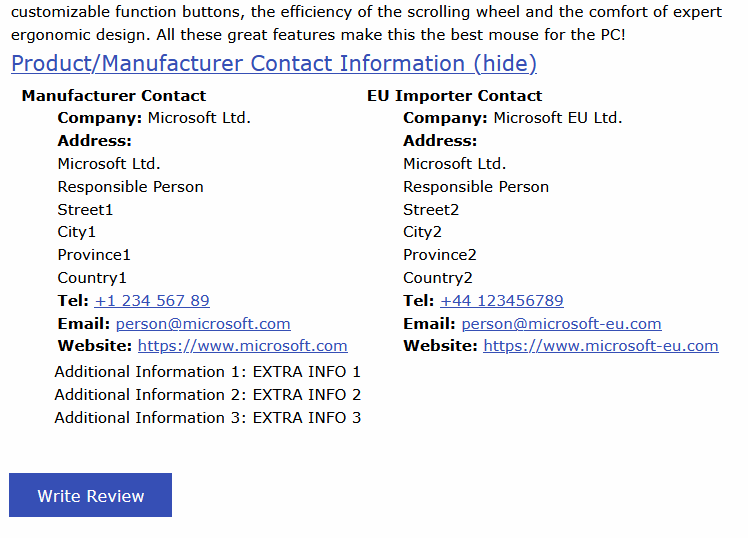 customizable function buttons, the efficiency of the scrolling wheel and the comfort of expert
ergonomic design. All these great features make this the best mouse for the PC!
Product/Manufacturer Contact Information (hide)
Manufacturer Contact
Company: Microsoft Ltd.
Address:
Microsoft Ltd.
Responsible Person
Street1
City1
Province1
Country1
Tel: +1 234 567 89
Email: person@microsoft.com
Website: https://www.microsoft.com
Additional Information 1: EXTRA INFO 1
Additional Information 2: EXTRA INFO 2
Additional Information 3: EXTRA INFO 3
EU Importer Contact
Company: Microsoft EU Ltd.
Address:
Microsoft Ltd.
Responsible Person
Street2
City2
Province2
Country2
Tel: +44 123456789
Email: person@microsoft-eu.com
Website: https://www.microsoft-eu.com
Write Review